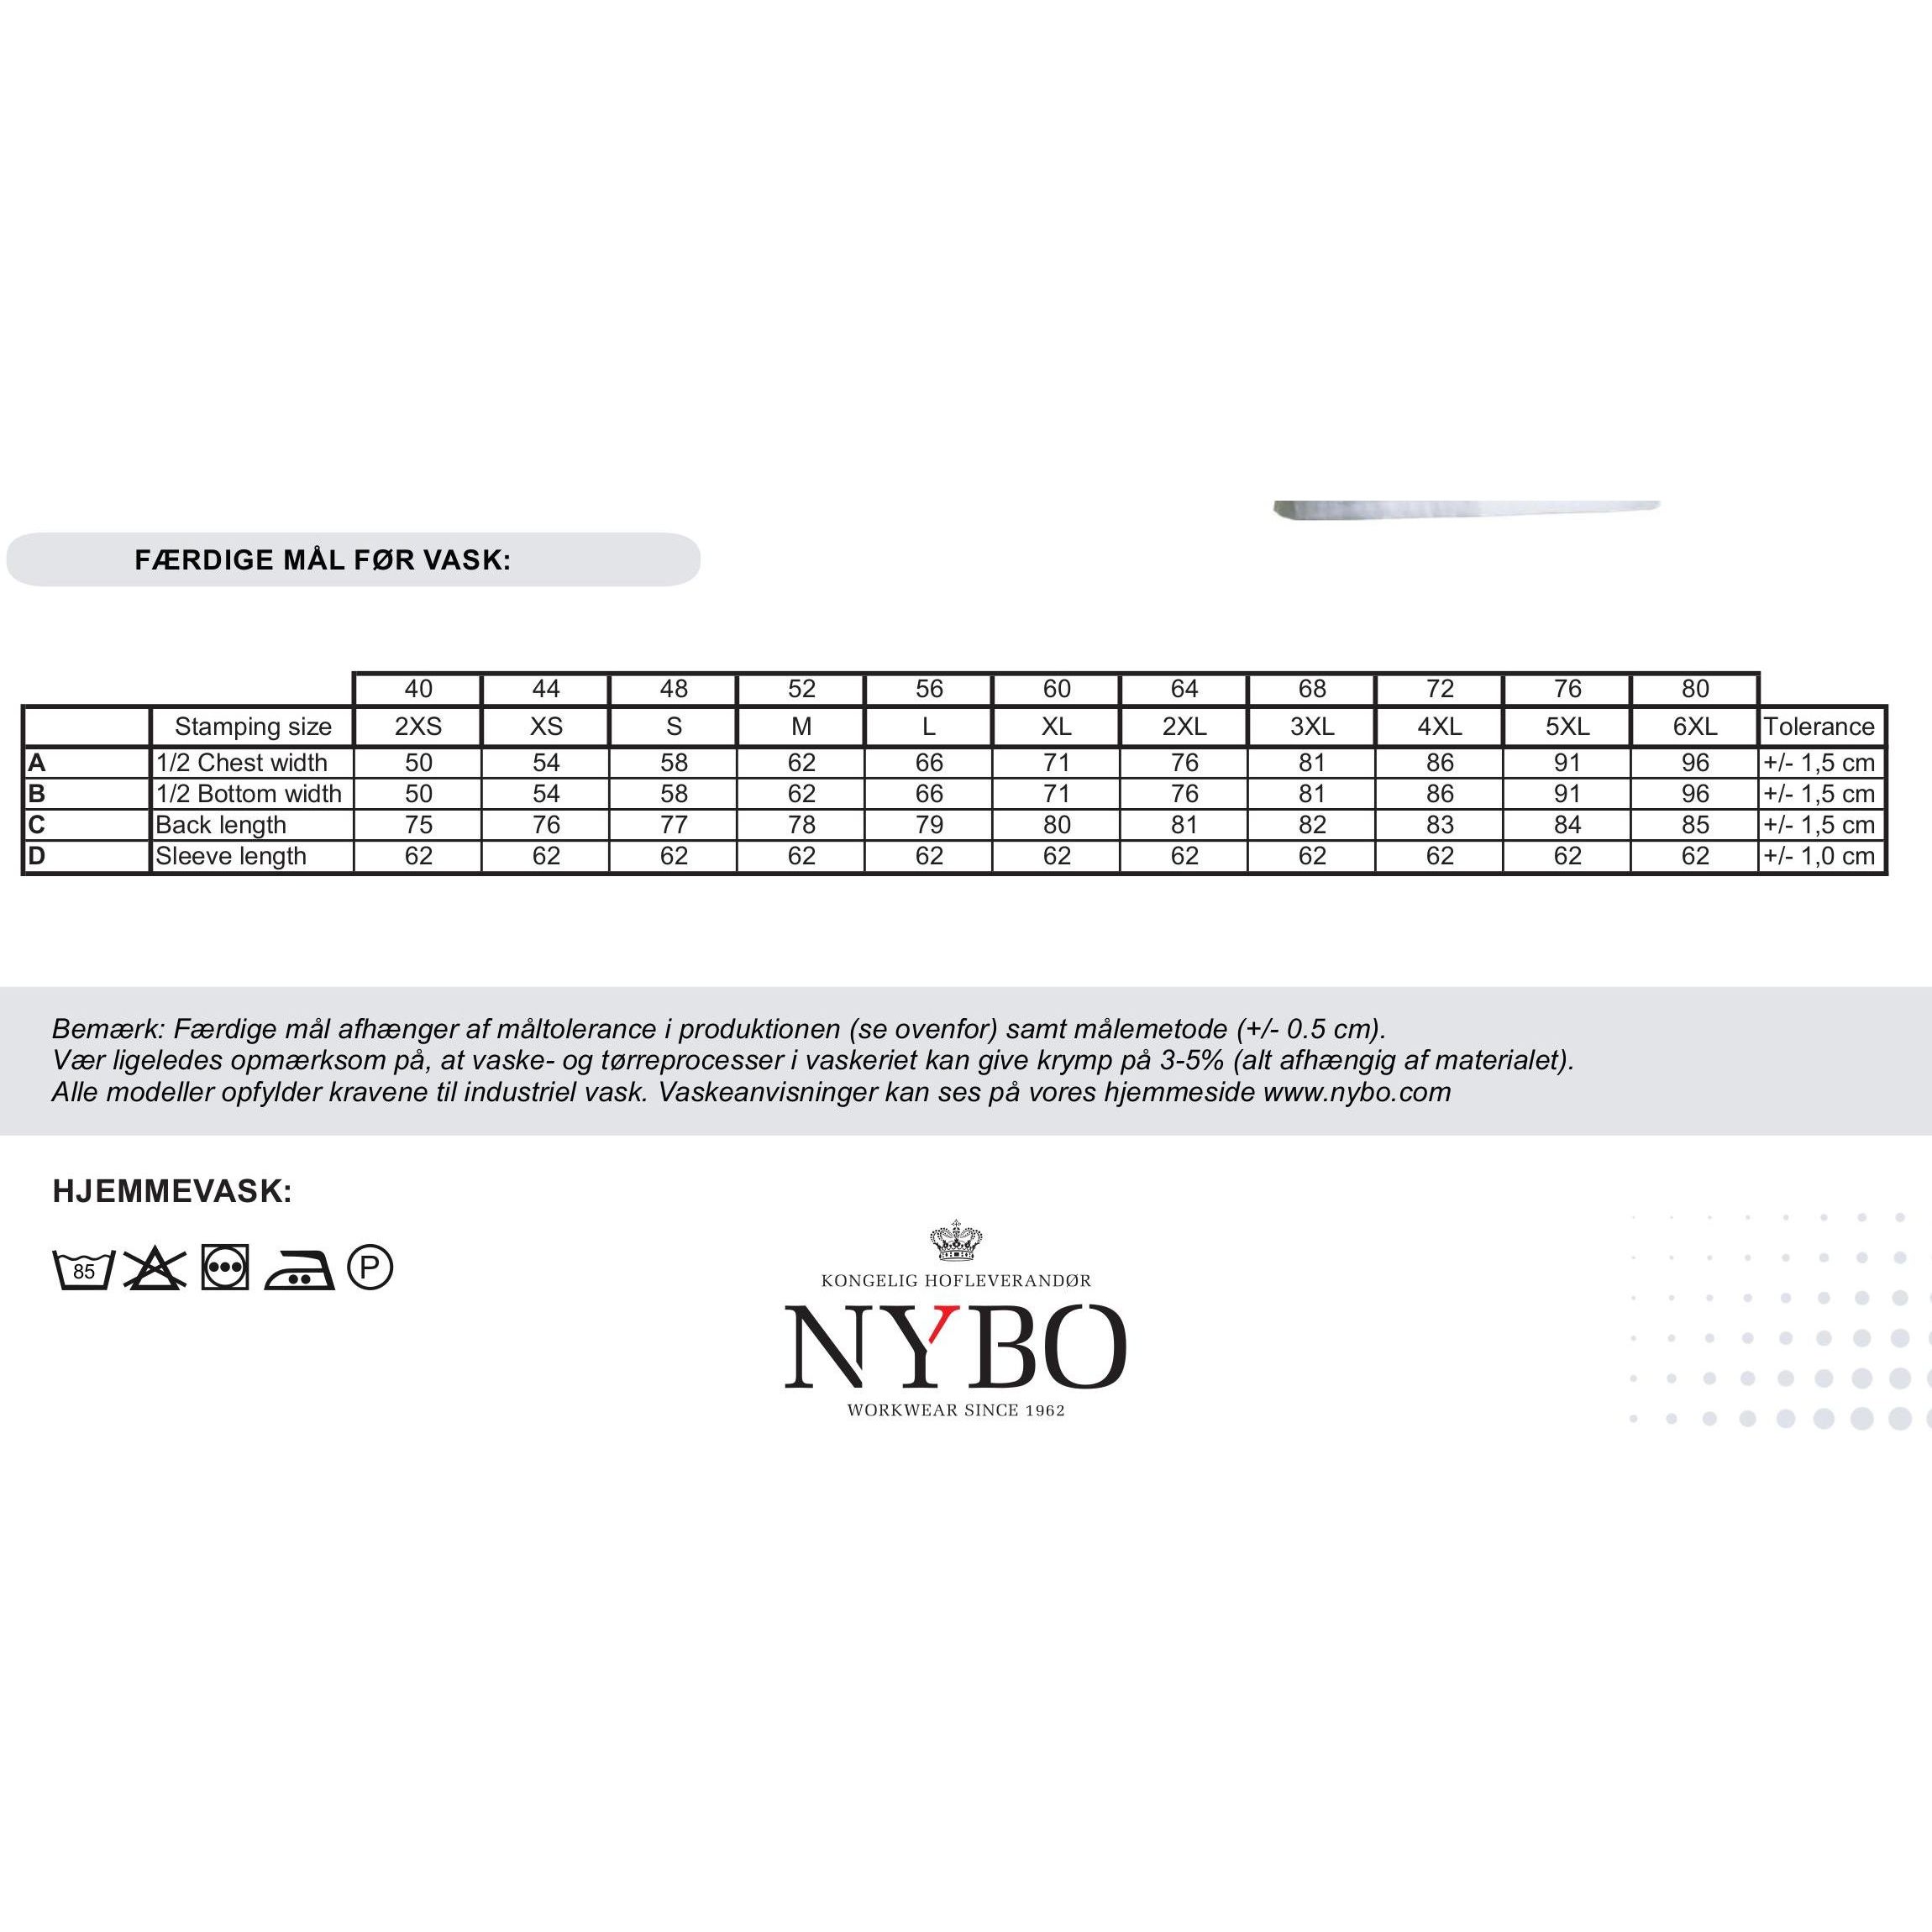 FÆRDIGE MÅL FØR VASK:
40 44 48 52 56 60 64 68 72 76 80
Stamping size 2XS XS S M L XL 2XL 3XL 4XL 5XL 6XL Tolerance
A 1/2 Chest width 50 54 58 62 66 71 76 81 86 91 96 +/- 1,5 cm
B 1/2 Bottom width 50 54 58 62 66 71 76 81 86 91 96 +/- 1,5 cm
C Back length 75 76 77 78 79 80 81 82 83 84 85 +/- 1,5 cm
D Sleeve length 62 62 62 62 62 62 62 62 62 62 62 +/- 1,0 cm
Bemærk: Færdige mål afhænger af måltolerance i produktionen (se ovenfor) samt målemetode (+/- 0.5 cm).
Vær ligeledes opmærksom på, at vaske- og tørreprocesser i vaskeriet kan give krymp på 3-5% (alt afhængig af materialet).
Alle modeller opfylder kravene til industriel vask. Vaskeanvisninger kan ses på vores hjemmeside www.nybo.com
HJEMMEVASK:
85 P
KONGELIG HOFLEVERANDØR
NYBO
WORKWEAR SINCE 1962